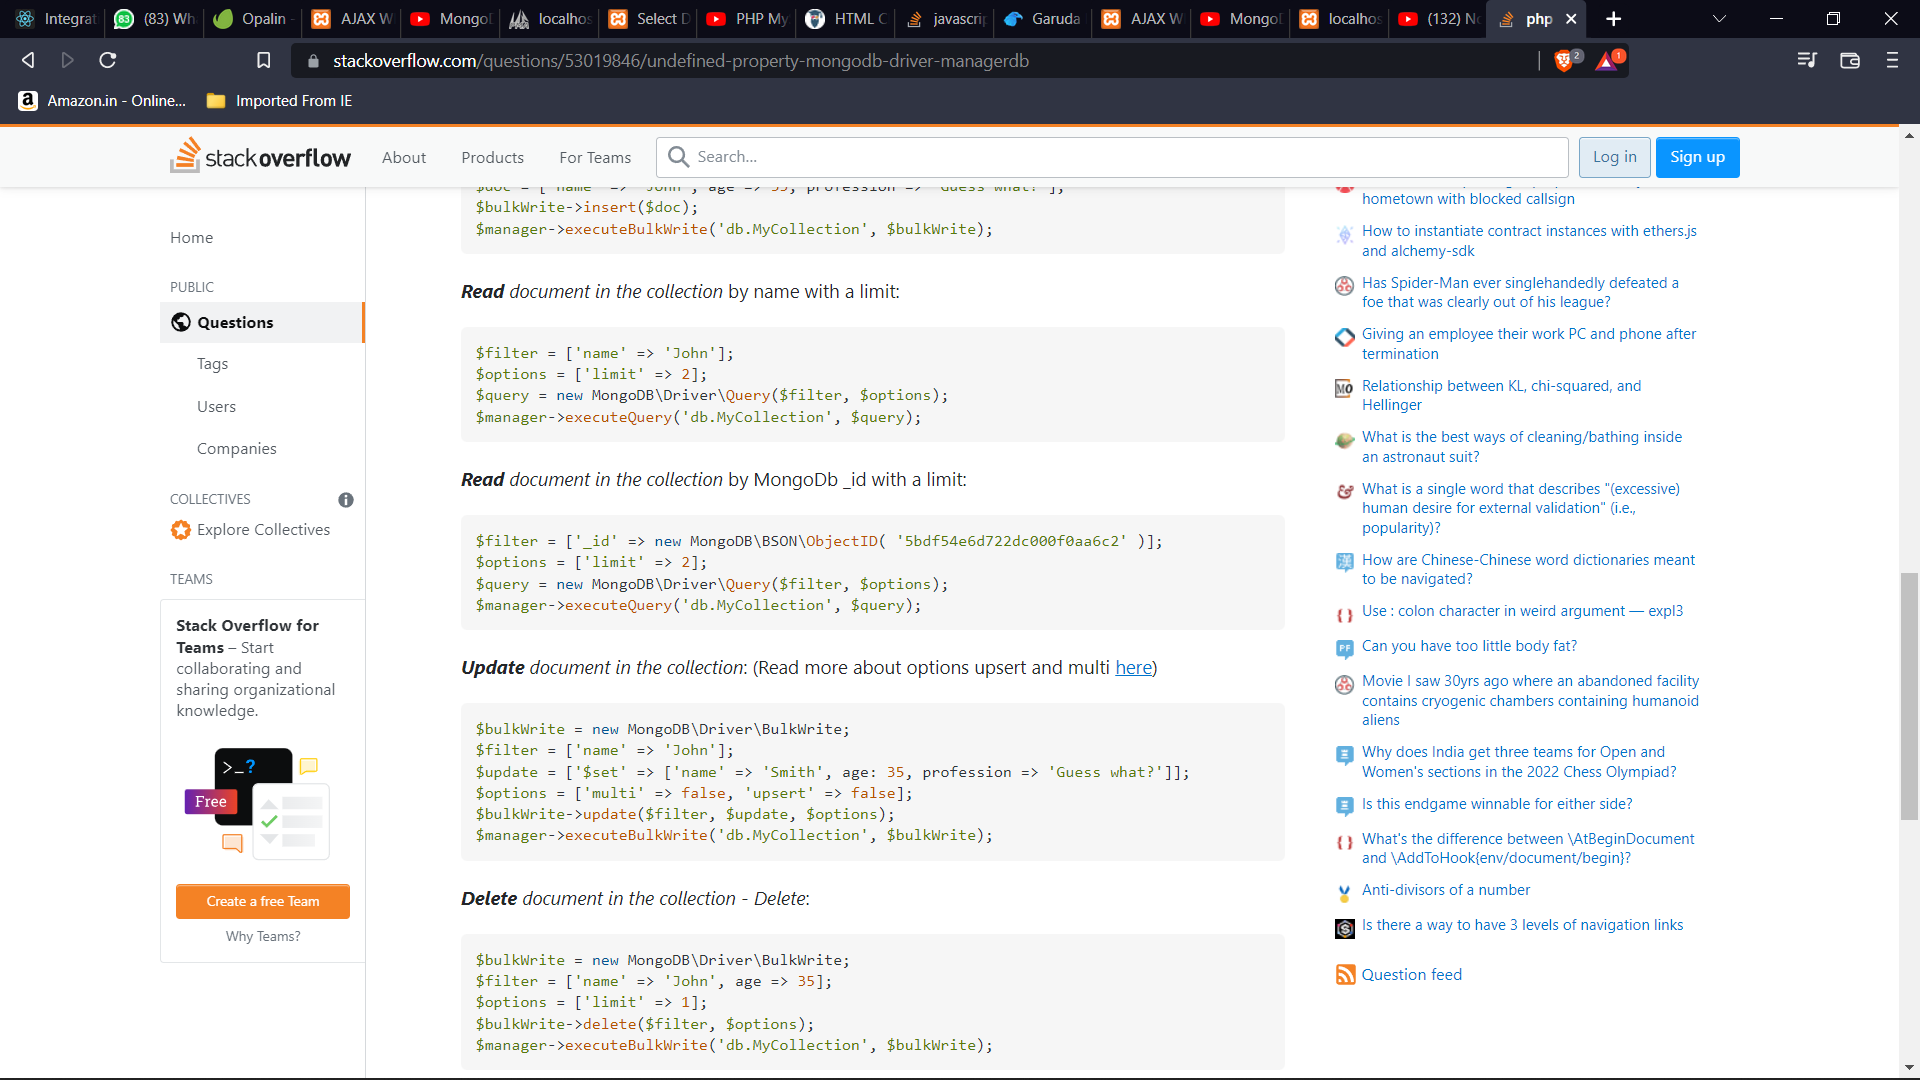 Integrat
(83) Wh
Opalin -
AJAX W
MongoD
localhos
Select D
PHP My
HTML C
javascrip
Garuda
AJAX W
MongoD
localhos
(132) No
php
stackoverflow.com/questions/53019846/undefined-property-mongodb-driver-managerdb
2
1
Amazon.in - Online...
Imported From IE
stackoverflow
About
Products
For Teams
Search...
Log in
Sign up
Home
PUBLIC
Questions
Tags
Users
Companies
COLLECTIVES
Explore Collectives
TEAMS
Stack Overflow for
Teams – Start
collaborating and
sharing organizational
knowledge.
>_?
Free
Create a free Team
Why Teams?
$doc = [ 'name' => 'John', age => 35, profession => 'Guess what?'];
$bulkWrite->insert($doc);
$manager->executeBulkWrite('db.MyCollection', $bulkWrite);
Read document in the collection by name with a limit:
$filter = ['name' => 'John'];
$options = ['limit' => 2];
$query = new MongoDB\Driver\Query($filter, $options);
$manager->executeQuery('db.MyCollection', $query);
Read document in the collection by MongoDb _id with a limit:
$filter = ['_id' => new MongoDB\BSON\ObjectID( '5bdf54e6d722dc000f0aa6c2' )];
$options = ['limit' => 2];
$query = new MongoDB\Driver\Query($filter, $options);
$manager->executeQuery('db.MyCollection', $query);
Update document in the collection: (Read more about options upsert and multi here)
$bulkWrite = new MongoDB\Driver\BulkWrite;
$filter = ['name' => 'John'];
$update = ['$set' => ['name' => 'Smith', age: 35, profession => 'Guess what?']];
$options = ['multi' => false, 'upsert' => false];
$bulkWrite->update($filter, $update, $options);
$manager->executeBulkWrite('db.MyCollection', $bulkWrite);
Delete document in the collection - Delete:
$bulkWrite = new MongoDB\Driver\BulkWrite;
$filter = ['name' => 'John', age => 35];
$options = ['limit' => 1];
$bulkWrite->delete($filter, $options);
$manager->executeBulkWrite('db.MyCollection', $bulkWrite);
hometown with blocked callsign
How to instantiate contract instances with ethers.js
and alchemy-sdk
Has Spider-Man ever singlehandedly defeated a
foe that was clearly out of his league?
Giving an employee their work PC and phone after
termination
Relationship between KL, chi-squared, and
Hellinger
What is the best ways of cleaning/bathing inside
an astronaut suit?
What is a single word that describes "(excessive)
human desire for external validation" (i.e.,
popularity)?
How are Chinese-Chinese word dictionaries meant
to be navigated?
Use : colon character in weird argument — expl3
Can you have too little body fat?
Movie I saw 30yrs ago where an abandoned facility
contains cryogenic chambers containing humanoid
aliens
Why does India get three teams for Open and
Women's sections in the 2022 Chess Olympiad?
Is this endgame winnable for either side?
What's the difference between \AtBeginDocument
and \AddToHook{env/document/begin}?
Anti-divisors of a number
Is there a way to have 3 levels of navigation links
Question feed